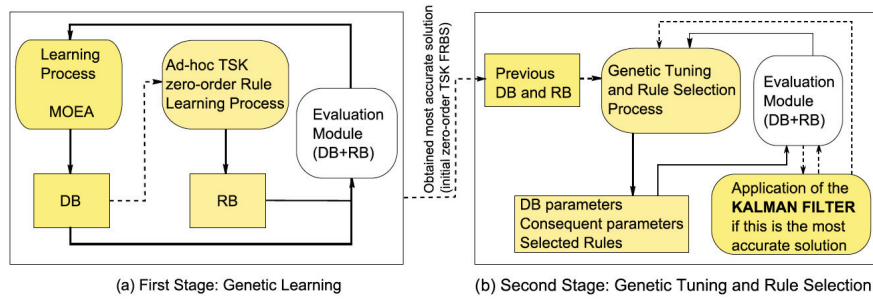 Learning
Process
MOEA
Ad-hoc TSK
zero-order Rule
Learning Process
Evaluation
Module
(DB+RB)
DB
RB
(a) First Stage: Genetic Learning
Obtained most accurate solution
(initial zero-order TSK FRBS)
Previous
DB and RB
Genetic Tuning
and Rule Selection
Process
Evaluation
Module
(DB+RB)
DB parameters
Consequent parameters
Selected Rules
Application of the
KALMAN FILTER
if this is the most
accurate solution
(b) Second Stage: Genetic Tuning and Rule Selection